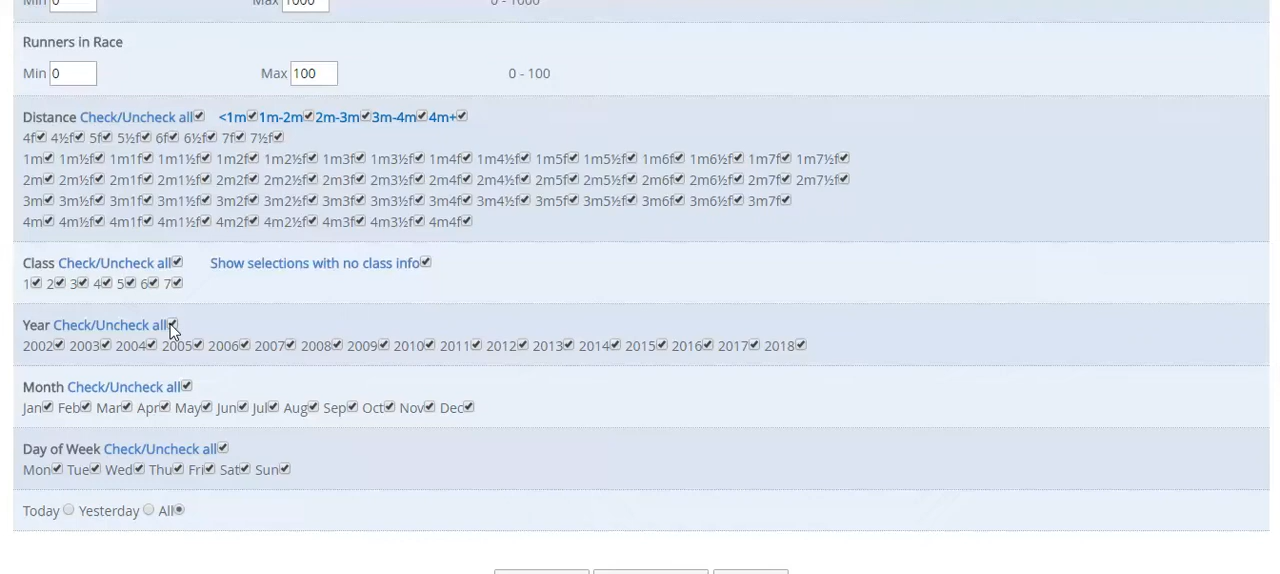 Min 0 Max 1000 0 - 1000
Runners in Race
Min 0 Max 100 0 - 100
Distance Check/Uncheck all <1m 1m-2m 2m-3m 3m-4m 4m+
4f 4½f 5f 5½f 6f 6½f 7f 7½f
1m 1m½f 1m1f 1m1½f 1m2f 1m2½f 1m3f 1m3½f 1m4f 1m4½f 1m5f 1m5½f 1m6f 1m6½f 1m7f 1m7½f
2m 2m½f 2m1f 2m1½f 2m2f 2m2½f 2m3f 2m3½f 2m4f 2m4½f 2m5f 2m5½f 2m6f 2m6½f 2m7f 2m7½f
3m 3m½f 3m1f 3m1½f 3m2f 3m2½f 3m3f 3m3½f 3m4f 3m4½f 3m5f 3m5½f 3m6f 3m6½f 3m7f
4m 4m½f 4m1f 4m1½f 4m2f 4m2½f 4m3f 4m3½f 4m4f
Class Check/Uncheck all Show selections with no class info
1 2 3 4 5 6 7
Year Check/Uncheck all
2002 2003 2004 2005 2006 2007 2008 2009 2010 2011 2012 2013 2014 2015 2016 2017 2018
Month Check/Uncheck all
Jan Feb Mar Apr May Jun Jul Aug Sep Oct Nov Dec
Day of Week Check/Uncheck all
Mon Tue Wed Thu Fri Sat Sun
Today Yesterday All